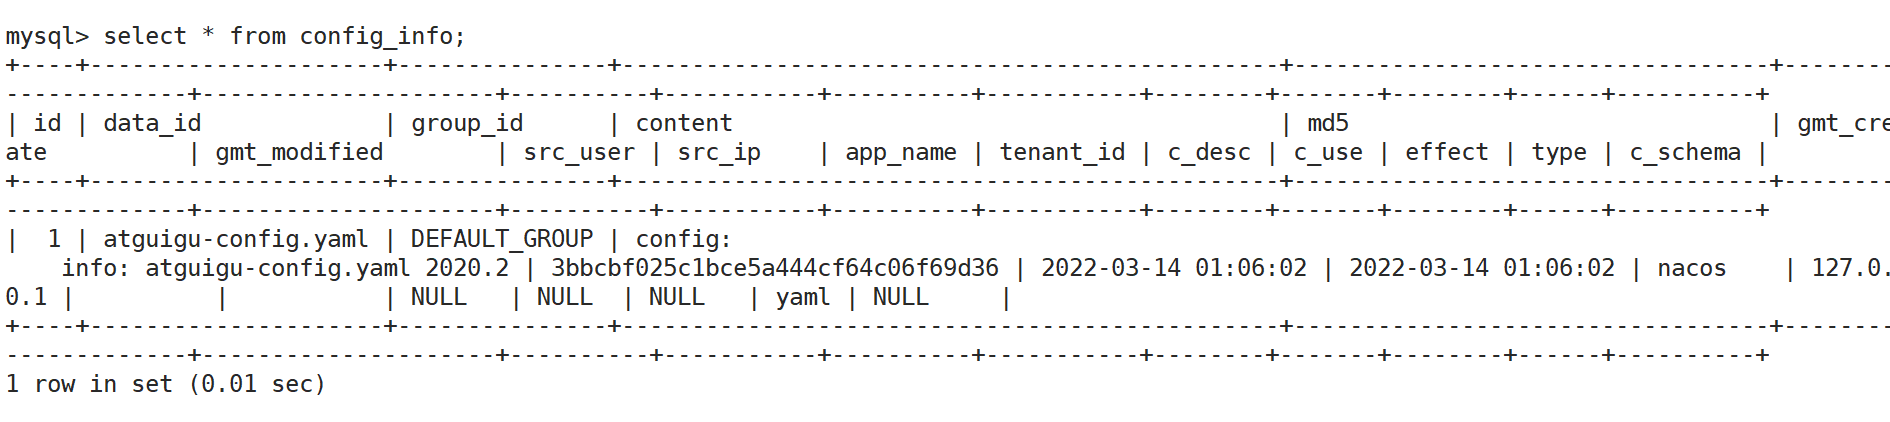 mysql> select * from config_info;
+----+---------------------+---------------+-----------------------------------------------+----------------------------------+--------
-------------+---------------------+----------+-----------+----------+-----------+--------+-------+--------+------+----------+
| id | data_id             | group_id      | content                                       | md5                              | gmt_cre
ate          | gmt_modified        | src_user | src_ip    | app_name | tenant_id | c_desc | c_use | effect | type | c_schema |
+----+---------------------+---------------+-----------------------------------------------+----------------------------------+--------
-------------+---------------------+----------+-----------+----------+-----------+--------+-------+--------+------+----------+
|  1 | atguigu-config.yaml | DEFAULT_GROUP | config:
    info: atguigu-config.yaml 2020.2 | 3bbcbf025c1bce5a444cf64c06f69d36 | 2022-03-14 01:06:02 | 2022-03-14 01:06:02 | nacos    | 127.0.
0.1 |          |           | NULL   | NULL  | NULL   | yaml | NULL     |
+----+---------------------+---------------+-----------------------------------------------+----------------------------------+--------
-------------+---------------------+----------+-----------+----------+-----------+--------+-------+--------+------+----------+
1 row in set (0.01 sec)